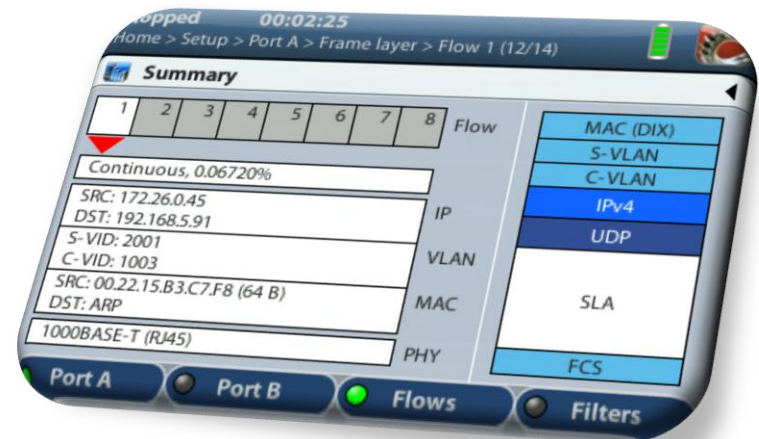 00:02:25
Home > Setup > Port A > Frame layer > Flow 1 (12/14)
Summary
1 2 3 4 5 6 7 8 Flow
Continuous, 0.06720%
SRC: 172.26.0.45
DST: 192.168.5.91
IP
S-VID: 2001
C-VID: 1003
VLAN
SRC: 00.22.15.B3.C7.F8 (64 B)
DST: ARP
MAC
1000BASE-T (RJ45)
PHY
MAC (DIX)
S-VLAN
C-VLAN
IPv4
UDP
SLA
FCS
Port A Port B Flows Filters